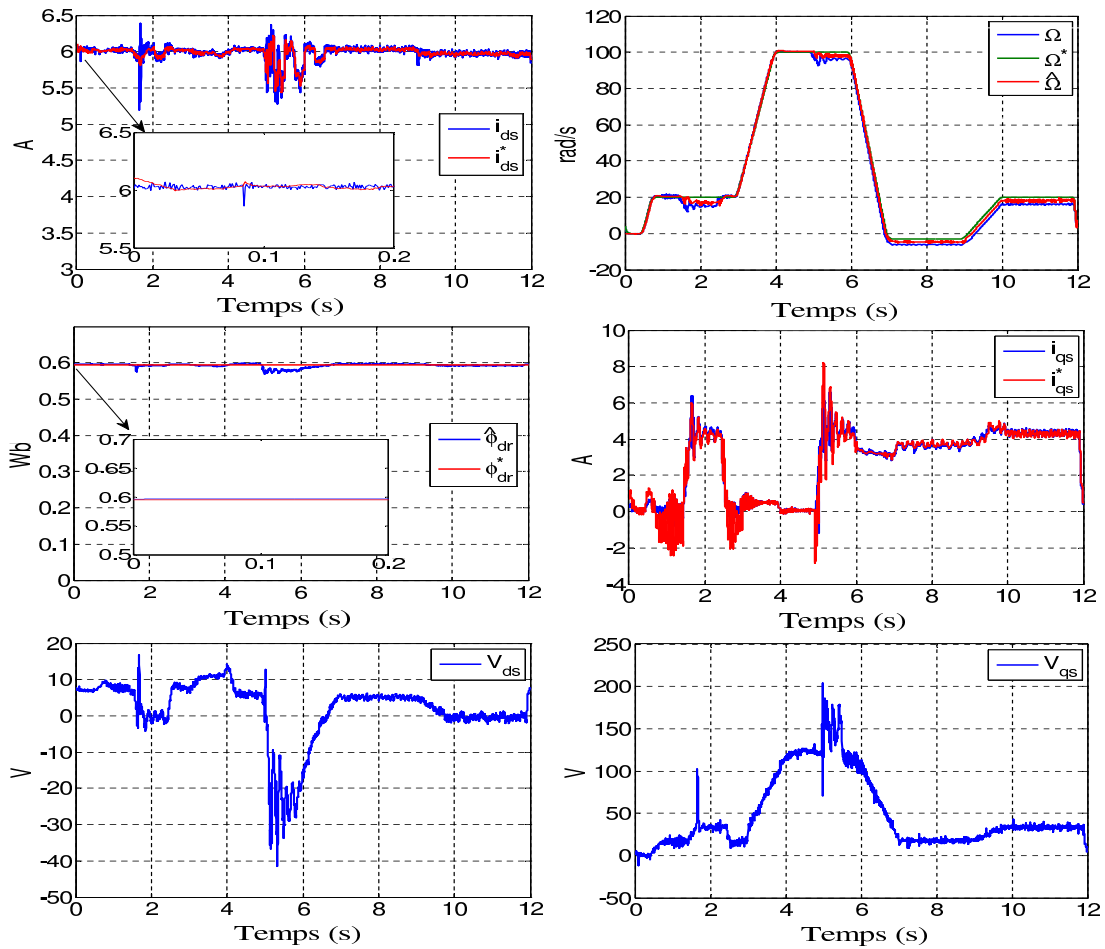 6.5
6
5.5
5
4.5
4
3.5
3
A
i_ds
i*_ds
6.5
6
5.5
0 0.1 0.2
0 2 4 6 8 10 12
Temps (s)
120
100
80
60
40
20
0
-20
rad/s
Ω
Ω*
Ω̂
0 2 4 6 8 10 12
Temps (s)
0.6
0.5
0.4
0.3
0.2
0.1
0
Wb
ϕ̂_dr
ϕ*_dr
0.7
0.65
0.6
0.55
0.5
0 0.1 0.2
0 2 4 6 8 10 12
Temps (s)
10
8
6
4
2
0
-2
-4
A
i_qs
i*_qs
0 2 4 6 8 10 12
Temps (s)
20
10
0
-10
-20
-30
-40
-50
V
V_ds
0 2 4 6 8 10 12
Temps (s)
250
200
150
100
50
0
-50
V
V_qs
0 2 4 6 8 10 12
Temps (s)